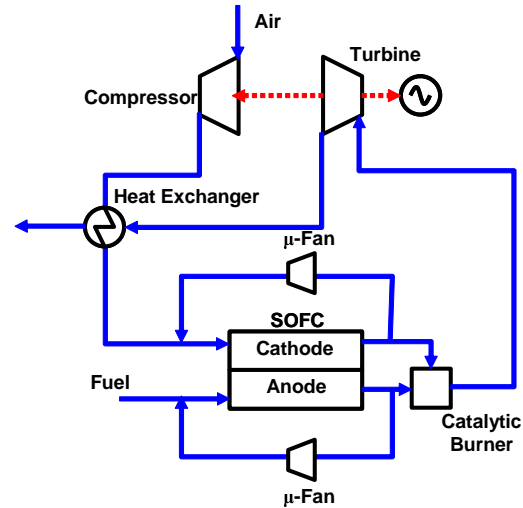 Air
Turbine
Compressor
Heat Exchanger
μ-Fan
SOFC
Cathode
Fuel
Anode
Catalytic
Burner
μ-Fan